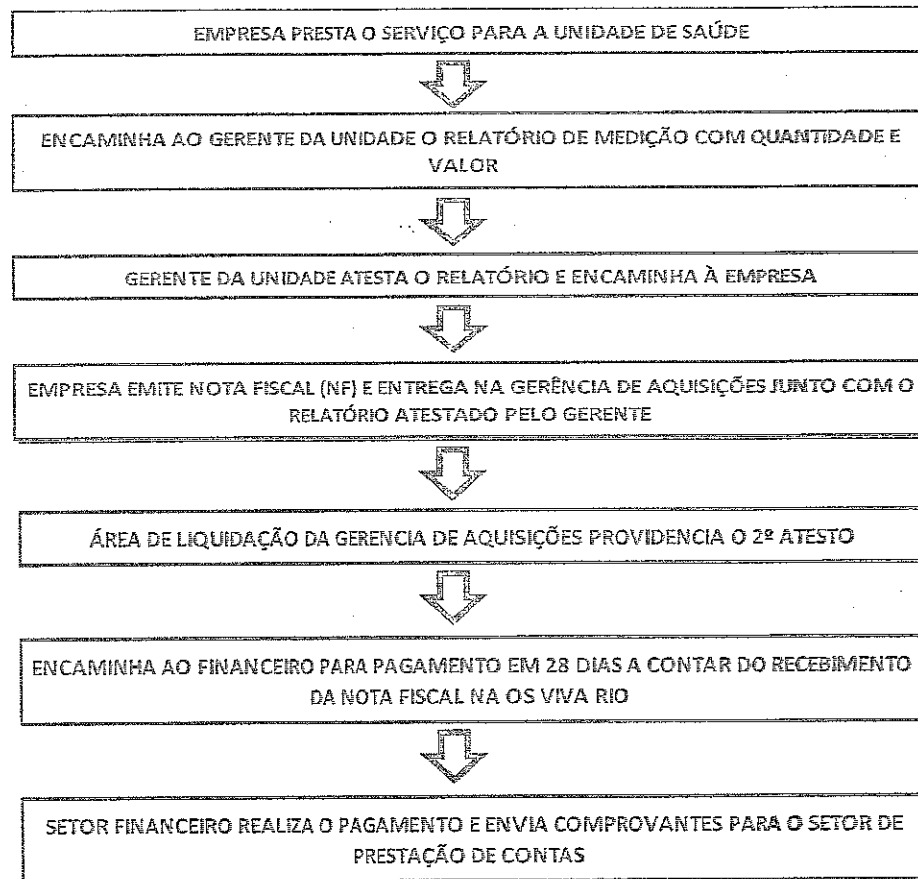 EMPRESA PRESTA O SERVIÇO PARA A UNIDADE DE SAÚDE
ENCAMINHA AO GERENTE DA UNIDADE O RELATÓRIO DE MEDIÇÃO COM QUANTIDADE E
VALOR
GERENTE DA UNIDADE ATESTA O RELATÓRIO E ENCAMINHA À EMPRESA
EMPRESA EMITE NOTA FISCAL (NF) E ENTREGA NA GERÊNCIA DE AQUISIÇÕES JUNTO COM O
RELATÓRIO ATESTADO PELO GERENTE
ÁREA DE LIQUIDAÇÃO DA GERENCIA DE AQUISIÇÕES PROVIDENCIA O 2º ATESTO
ENCAMINHA AO FINANCEIRO PARA PAGAMENTO EM 28 DIAS A CONTAR DO RECEBIMENTO
DA NOTA FISCAL NA OS VIVA RIO
SETOR FINANCEIRO REALIZA O PAGAMENTO E ENVIA COMPROVANTES PARA O SETOR DE
PRESTAÇÃO DE CONTAS